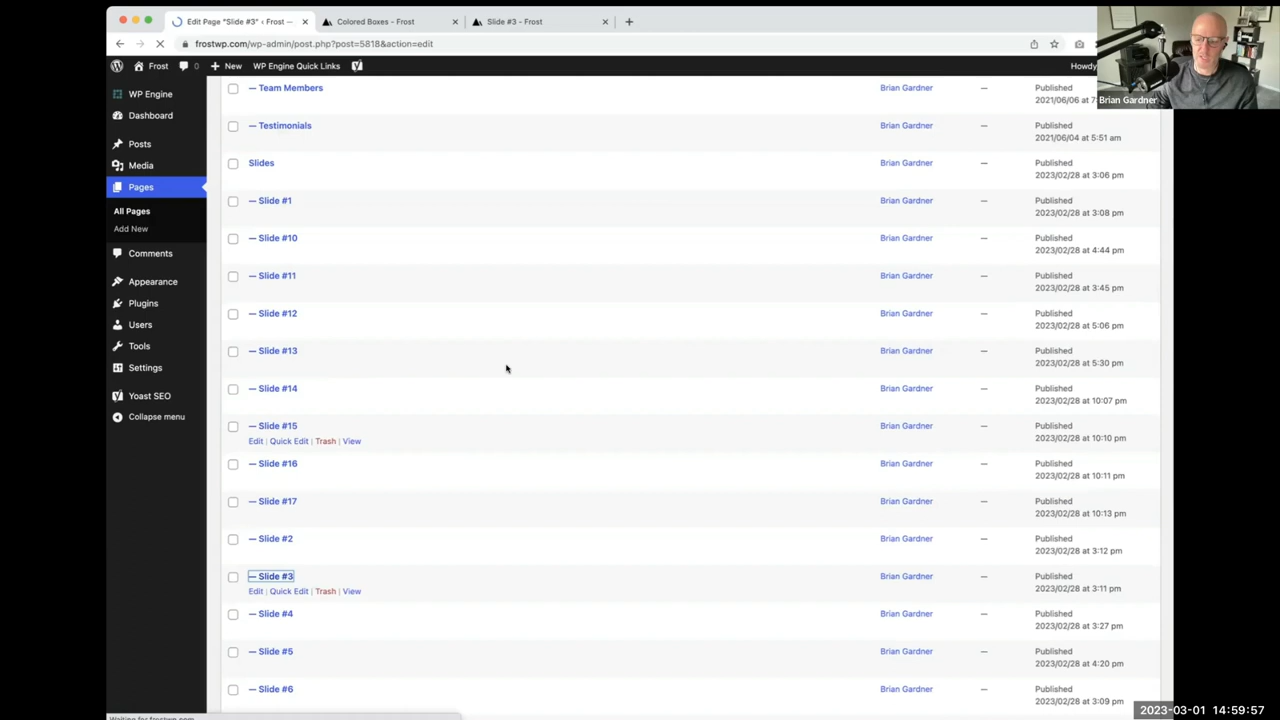 Edit Page "Slide #3" ‹ Frost —
Colored Boxes - Frost
Slide #3 - Frost
frostwp.com/wp-admin/post.php?post=5818&action=edit
Frost
0
New
WP Engine Quick Links
Howdy
Brian Gardner
WP Engine
Dashboard
Posts
Media
Pages
All Pages
Add New
Comments
Appearance
Plugins
Users
Tools
Settings
Yoast SEO
Collapse menu
— Team Members Brian Gardner — Published
2021/06/06 at 7:
— Testimonials Brian Gardner — Published
2021/06/04 at 5:51 am
Slides Brian Gardner — Published
2023/02/28 at 3:06 pm
— Slide #1 Brian Gardner — Published
2023/02/28 at 3:08 pm
— Slide #10 Brian Gardner — Published
2023/02/28 at 4:44 pm
— Slide #11 Brian Gardner — Published
2023/02/28 at 3:45 pm
— Slide #12 Brian Gardner — Published
2023/02/28 at 5:06 pm
— Slide #13 Brian Gardner — Published
2023/02/28 at 5:30 pm
— Slide #14 Brian Gardner — Published
2023/02/28 at 10:07 pm
— Slide #15 Brian Gardner — Published
Edit | Quick Edit | Trash | View 2023/02/28 at 10:10 pm
— Slide #16 Brian Gardner — Published
2023/02/28 at 10:11 pm
— Slide #17 Brian Gardner — Published
2023/02/28 at 10:13 pm
— Slide #2 Brian Gardner — Published
2023/02/28 at 3:12 pm
— Slide #3 Brian Gardner — Published
Edit | Quick Edit | Trash | View 2023/02/28 at 3:11 pm
— Slide #4 Brian Gardner — Published
2023/02/28 at 3:27 pm
— Slide #5 Brian Gardner — Published
2023/02/28 at 4:20 pm
— Slide #6 Brian Gardner — Published
2023/02/28 at 3:09 pm
Waiting for frostwp.com
2023-03-01 14:59:57